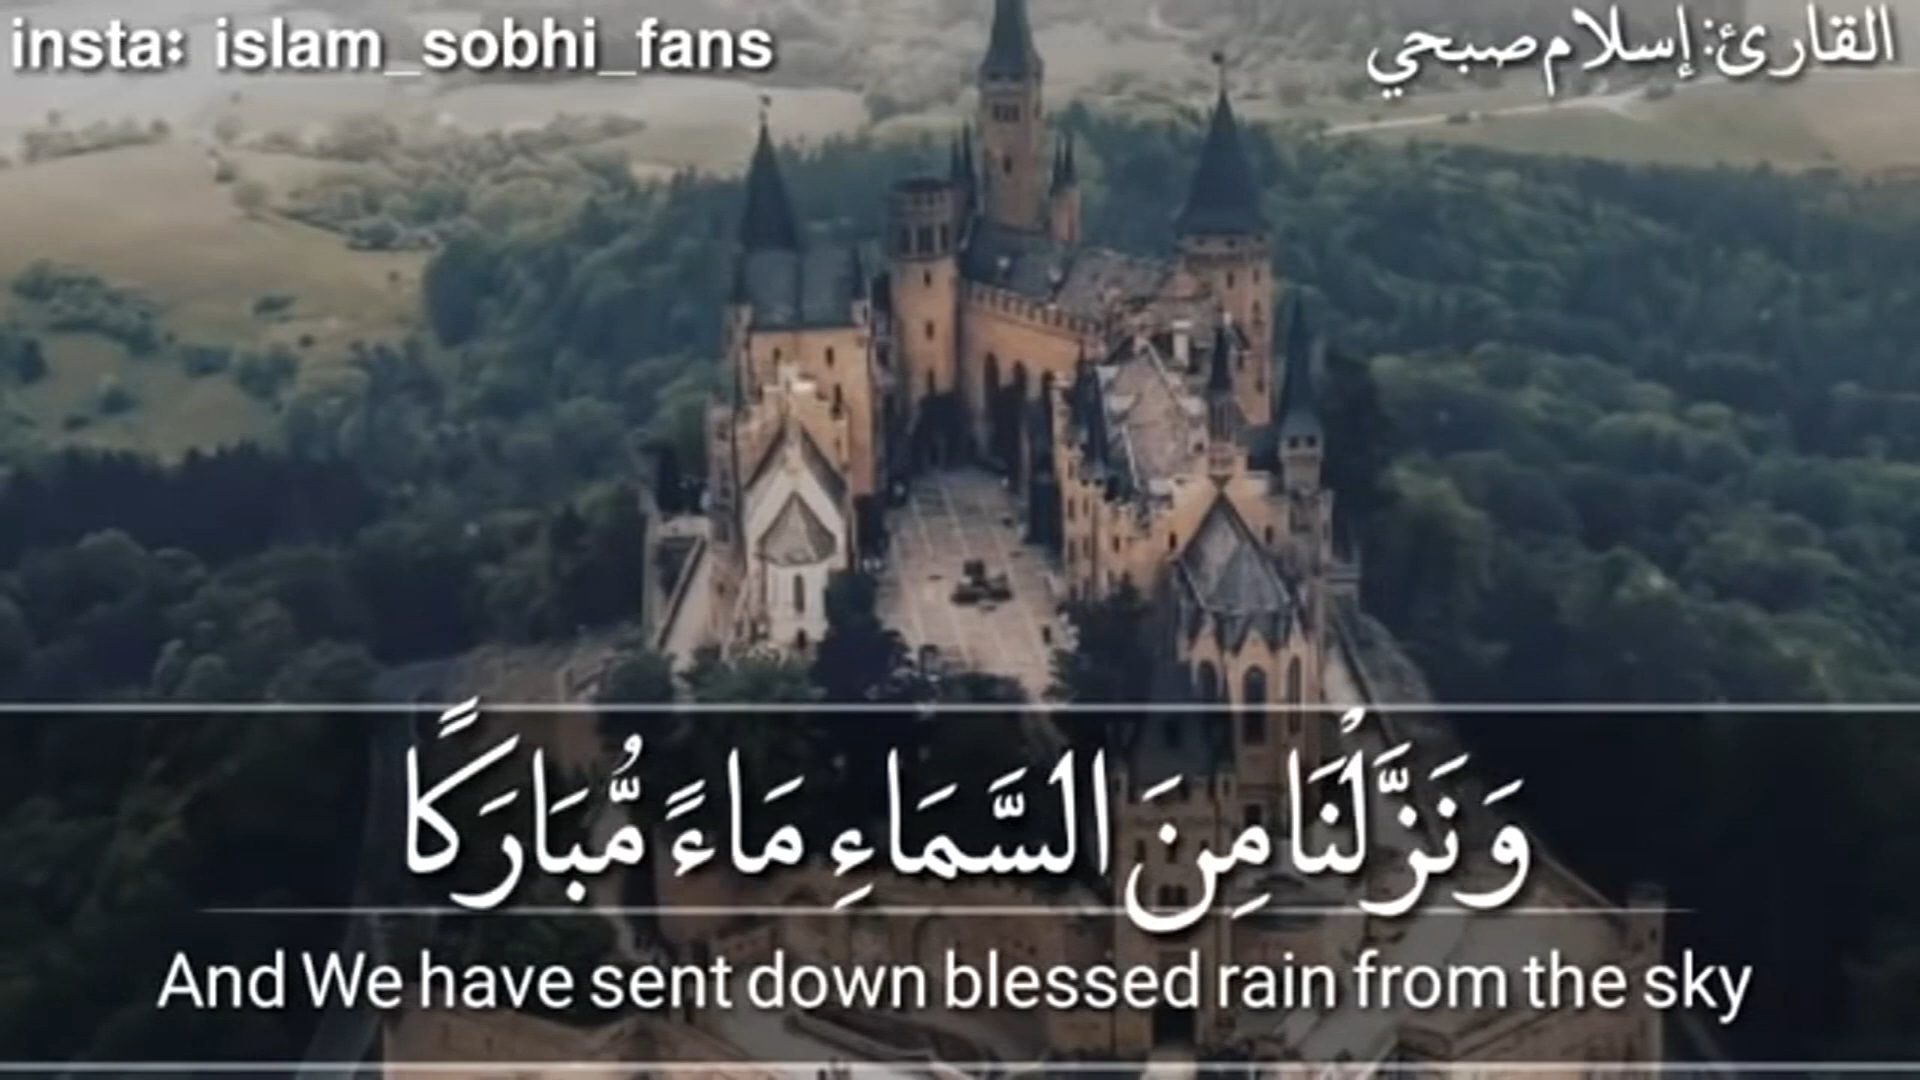 insta: islam_sobhi_fans
القارئ: إسلام صبحي
وَنَزَّلْنَا مِنَ السَّمَاءِ مَاءً مُّبَارَكًا
And We have sent down blessed rain from the sky